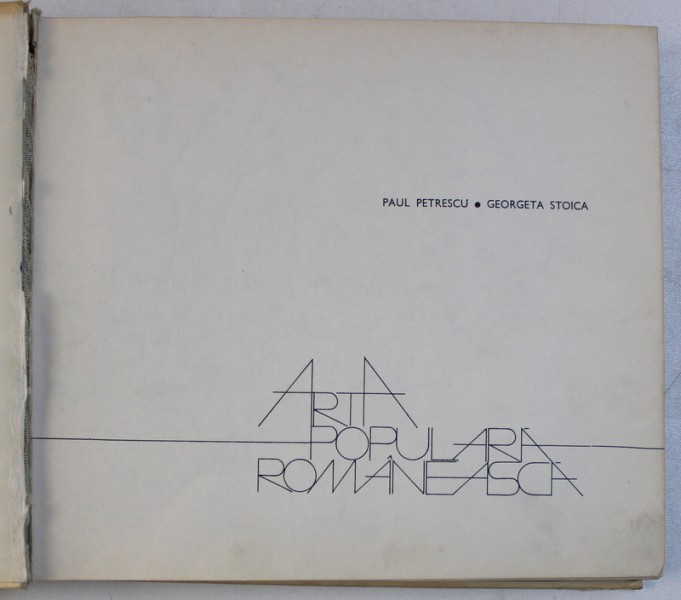 PAUL PETRESCU • GEORGETA STOICA
ARTA
POPULARĂ
ROMÂNEASCĂ